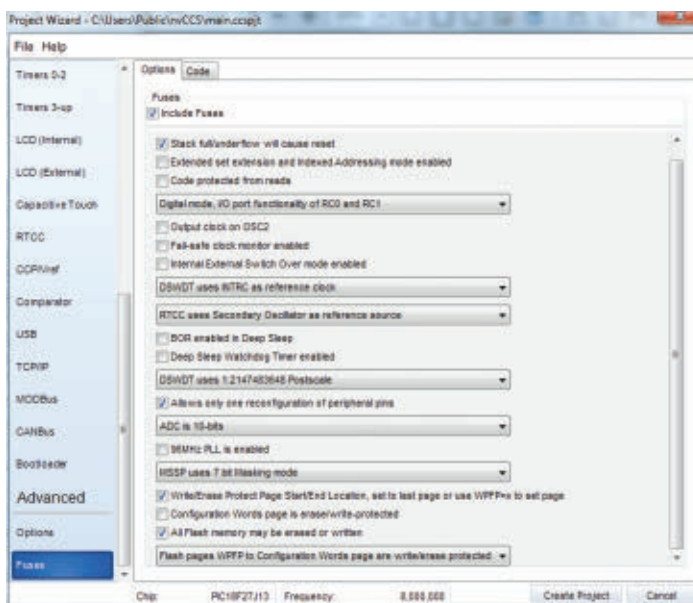 Project Wizard - C:\Users\Public\nvCCS\main.ccspjt
File Help
Timers 0-2
Timers 3-up
LCD (Internal)
LCD (External)
Capacitive Touch
RTCC
CCP/Vref
Comparator
USB
TCP/IP
MODBus
CANBus
Bootloader
Advanced
Options
Fuses
Options Code
Fuses
Include Fuses
Stack full/underflow will cause reset
Extended set extension and Indexed Addressing mode enabled
Code protected from reads
Digital mode, I/O port functionality of RC0 and RC1
Output clock on OSC2
Fail-safe clock monitor enabled
Internal External Switch Over mode enabled
DSWDT uses INTRC as reference clock
RTCC uses Secondary Oscillator as reference source
BOR enabled in Deep Sleep
Deep Sleep Watchdog Timer enabled
DSWDT uses 1:2147483648 Postscale
Allows only one reconfiguration of peripheral pins
ADC is 10-bits
96MHz PLL is enabled
MSSP uses 7 bit Masking mode
Write/Erase Protect Page Start/End Location, set to last page or use WPFP=x to set page
Configuration Words page is erase/write-protected
All Flash memory may be erased or written
Flash pages WPFP to Configuration Words page are write/erase protected
Chip: PIC18F27J13 Frequency: 8,000,000 Create Project Cancel